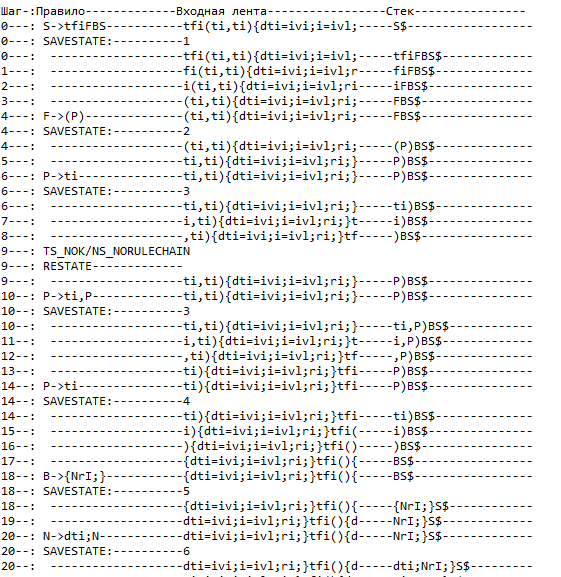 Шаг-:Правило-------------Входная лента----------------Стек---------------
0---: S->tfiFBS----------tfi(ti,ti){dti=ivi;i=ivl;-----S$-----------------
0---: SAVESTATE:----------1
0---:  ------------------tfi(ti,ti){dti=ivi;i=ivl;-----tfiFBS$-------------
1---:  ------------------fi(ti,ti){dti=ivi;i=ivl;r-----fiFBS$--------------
2---:  ------------------i(ti,ti){dti=ivi;i=ivl;ri-----iFBS$---------------
3---:  ------------------(ti,ti){dti=ivi;i=ivl;ri;-----FBS$----------------
4---: F->(P)-------------(ti,ti){dti=ivi;i=ivl;ri;-----FBS$----------------
4---: SAVESTATE:----------2
4---:  ------------------(ti,ti){dti=ivi;i=ivl;ri;-----(P)BS$--------------
5---:  ------------------ti,ti){dti=ivi;i=ivl;ri;}-----P)BS$---------------
6---: P->ti--------------ti,ti){dti=ivi;i=ivl;ri;}-----P)BS$---------------
6---: SAVESTATE:----------3
6---:  ------------------ti,ti){dti=ivi;i=ivl;ri;}-----ti)BS$--------------
7---:  ------------------i,ti){dti=ivi;i=ivl;ri;}t-----i)BS$---------------
8---:  ------------------,ti){dti=ivi;i=ivl;ri;}tf-----)BS$----------------
9---: TS_NOK/NS_NORULECHAIN
9---: RESTATE-------------
9---:  ------------------ti,ti){dti=ivi;i=ivl;ri;}-----P)BS$---------------
10--: P->ti,P------------ti,ti){dti=ivi;i=ivl;ri;}-----P)BS$---------------
10--: SAVESTATE:----------3
10--:  ------------------ti,ti){dti=ivi;i=ivl;ri;}-----ti,P)BS$------------
11--:  ------------------i,ti){dti=ivi;i=ivl;ri;}t-----i,P)BS$-------------
12--:  ------------------,ti){dti=ivi;i=ivl;ri;}tf-----,P)BS$--------------
13--:  ------------------ti){dti=ivi;i=ivl;ri;}tfi-----P)BS$---------------
14--: P->ti--------------ti){dti=ivi;i=ivl;ri;}tfi-----P)BS$---------------
14--: SAVESTATE:----------4
14--:  ------------------ti){dti=ivi;i=ivl;ri;}tfi-----ti)BS$--------------
15--:  ------------------i){dti=ivi;i=ivl;ri;}tfi(-----i)BS$---------------
16--:  ------------------){dti=ivi;i=ivl;ri;}tfi()-----)BS$----------------
17--:  ------------------{dti=ivi;i=ivl;ri;}tfi(){-----BS$-----------------
18--: B->{NrI;}----------{dti=ivi;i=ivl;ri;}tfi(){-----BS$-----------------
18--: SAVESTATE:----------5
18--:  ------------------{dti=ivi;i=ivl;ri;}tfi(){-----{NrI;}S$------------
19--:  ------------------dti=ivi;i=ivl;ri;}tfi(){d-----NrI;}S$-------------
20--: N->dti;N-----------dti=ivi;i=ivl;ri;}tfi(){d-----NrI;}S$-------------
20--: SAVESTATE:----------6
20--:  ------------------dti=ivi;i=ivl;ri;}tfi(){d-----dti;NrI;}S$---------